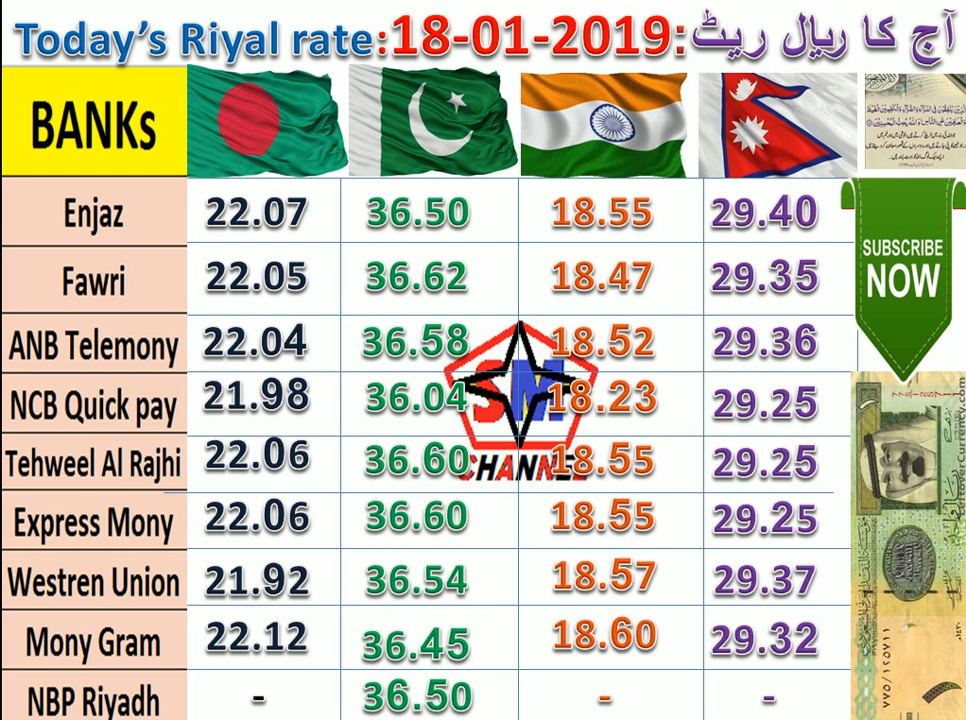 Today's Riyal rate:18-01-2019:آج کا ریال ریٹ
BANKs
Enjaz 22.07 36.50 18.55 29.40
Fawri 22.05 36.62 18.47 29.35
ANB Telemony 22.04 36.58 18.52 29.36
NCB Quick pay 21.98 36.04 18.23 29.25
Tehweel Al Rajhi 22.06 36.60 18.55 29.25
Express Mony 22.06 36.60 18.55 29.25
Westren Union 21.92 36.54 18.57 29.37
Mony Gram 22.12 36.45 18.60 29.32
NBP Riyadh - 36.50 - -
SM
CHANNEL
SUBSCRIBE
NOW
LeftoverCurrency.com
٧٧٥/١٤٥٧١١